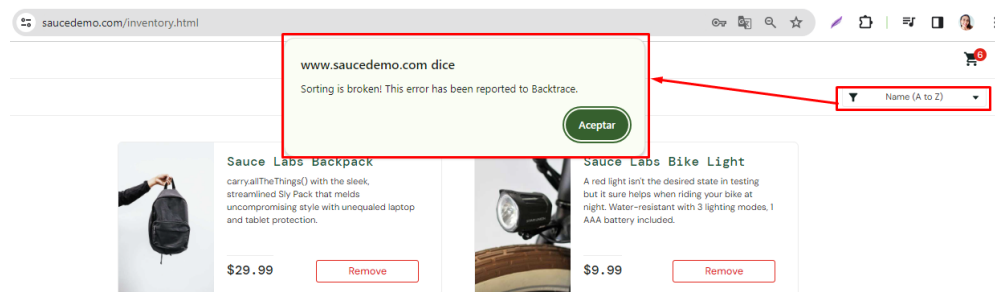 saucedemo.com/inventory.html
www.saucedemo.com dice
Sorting is broken! This error has been reported to Backtrace.
Aceptar
6
Name (A to Z)
Sauce Labs Backpack
carry.allTheThings() with the sleek,
streamlined Sly Pack that melds
uncompromising style with unequaled laptop
and tablet protection.
$29.99
Remove
Sauce Labs Bike Light
A red light isn't the desired state in testing
but it sure helps when riding your bike at
night. Water-resistant with 3 lighting modes, 1
AAA battery included.
$9.99
Remove